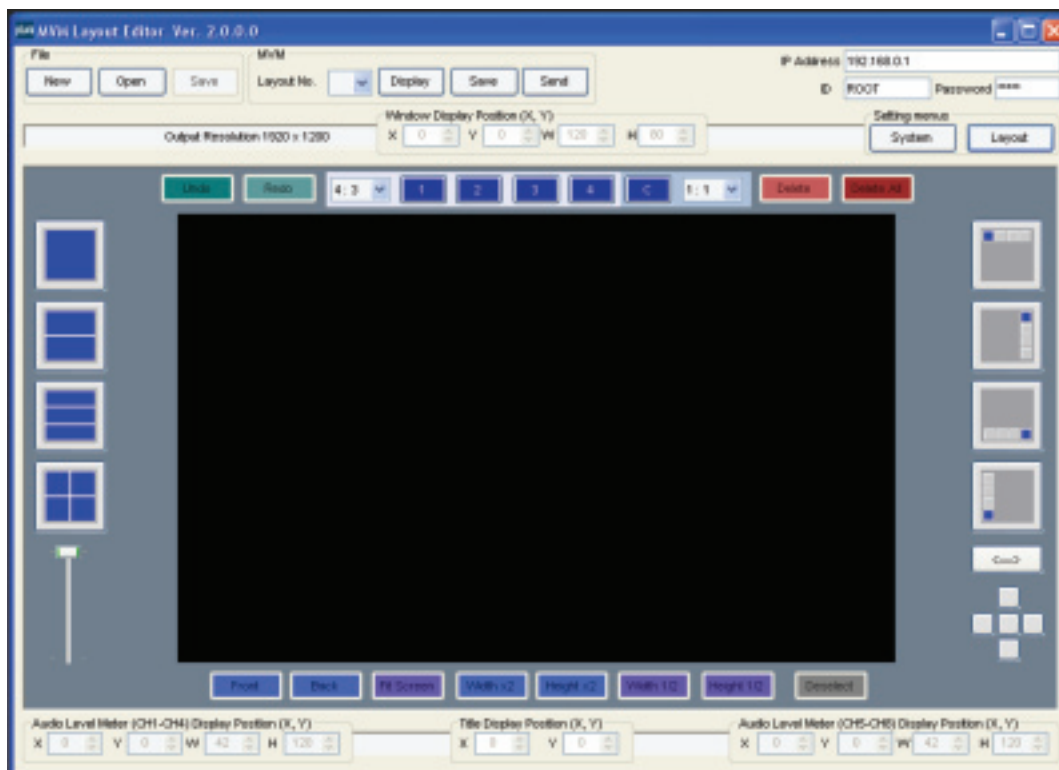 MVM Layout Editor Ver. 2.0.0.0
File
New Open Save
MVM
Layout No. Display Save Send
IP Address 192.168.0.1
ID ROOT Password ****
Output Resolution 1920 x 1200
Window Display Position (X, Y)
X 0 Y 0 W 120 H 80
Setting menus
System Layout
Undo Redo 4 : 3 1 2 3 4 C 1 : 1 Delete Delete All
<--->
Front Back Fit Screen Width x2 Height x2 Width 1/2 Height 1/2 Deselect
Audio Level Meter (CH1-CH4) Display Position (X, Y)
X 0 Y 0 W 42 H 120
Title Display Position (X, Y)
X 0 Y 0
Audio Level Meter (CH5-CH8) Display Position (X, Y)
X 0 Y 0 W 42 H 120